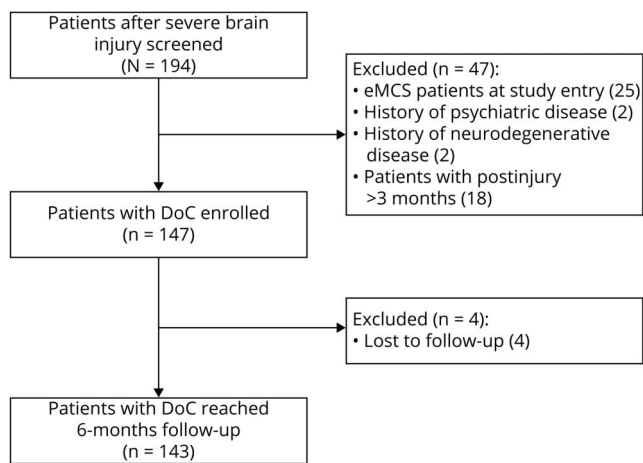 Patients after severe brain
injury screened
(N = 194)
Excluded (n = 47):
• eMCS patients at study entry (25)
• History of psychiatric disease (2)
• History of neurodegenerative
disease (2)
• Patients with postinjury
>3 months (18)
Patients with DoC enrolled
(n = 147)
Excluded (n = 4):
• Lost to follow-up (4)
Patients with DoC reached
6-months follow-up
(n = 143)